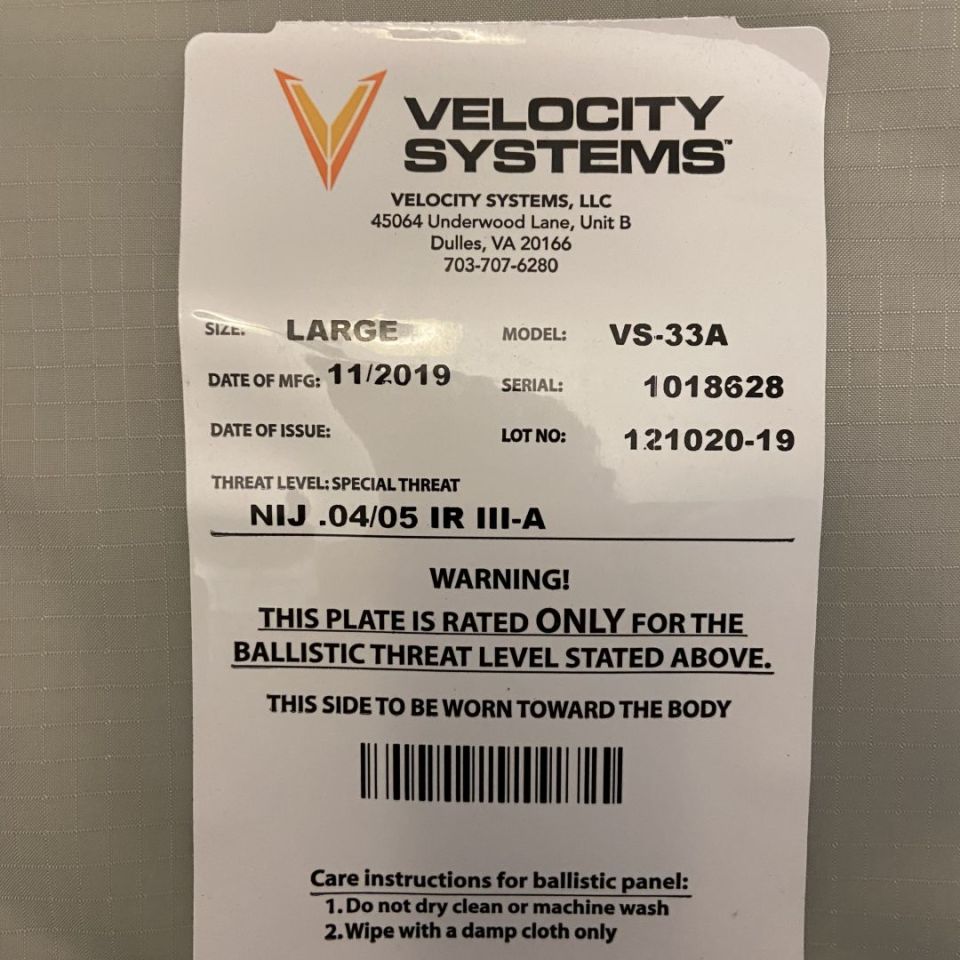 VELOCITY
SYSTEMS™
VELOCITY SYSTEMS, LLC
45064 Underwood Lane, Unit B
Dulles, VA 20166
703-707-6280
SIZE: LARGE MODEL: VS-33A
DATE OF MFG: 11/2019 SERIAL: 1018628
DATE OF ISSUE: LOT NO: 121020-19
THREAT LEVEL: SPECIAL THREAT
NIJ .04/05 IR III-A
WARNING!
THIS PLATE IS RATED ONLY FOR THE
BALLISTIC THREAT LEVEL STATED ABOVE.
THIS SIDE TO BE WORN TOWARD THE BODY
Care instructions for ballistic panel:
1. Do not dry clean or machine wash
2. Wipe with a damp cloth only